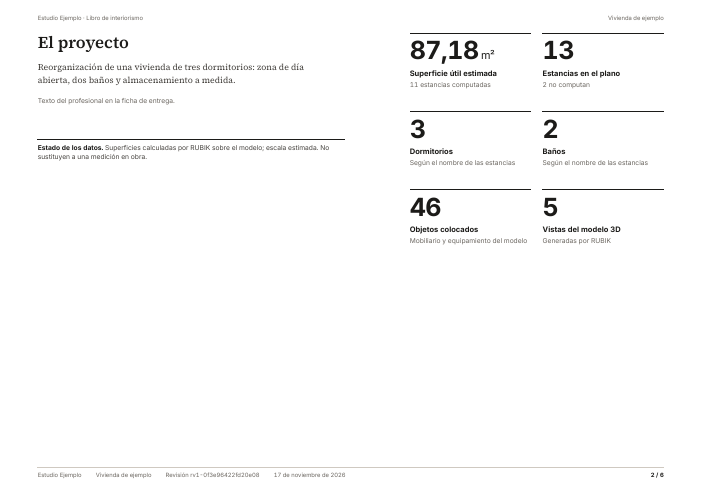 Estudio Ejemplo · Libro de interiorismo
Vivienda de ejemplo
El proyecto
Reorganización de una vivienda de tres dormitorios: zona de día
abierta, dos baños y almacenamiento a medida.
Texto del profesional en la ficha de entrega.
Estado de los datos. Superficies calculadas por RUBIK sobre el modelo; escala estimada. No
sustituyen a una medición en obra.
87,18 m²
Superficie útil estimada
11 estancias computadas
13
Estancias en el plano
2 no computan
3
Dormitorios
Según el nombre de las estancias
2
Baños
Según el nombre de las estancias
46
Objetos colocados
Mobiliario y equipamiento del modelo
5
Vistas del modelo 3D
Generadas por RUBIK
Estudio Ejemplo Vivienda de ejemplo Revisión rv1-0f3e96422fd20e08 17 de noviembre de 2026 2 / 6